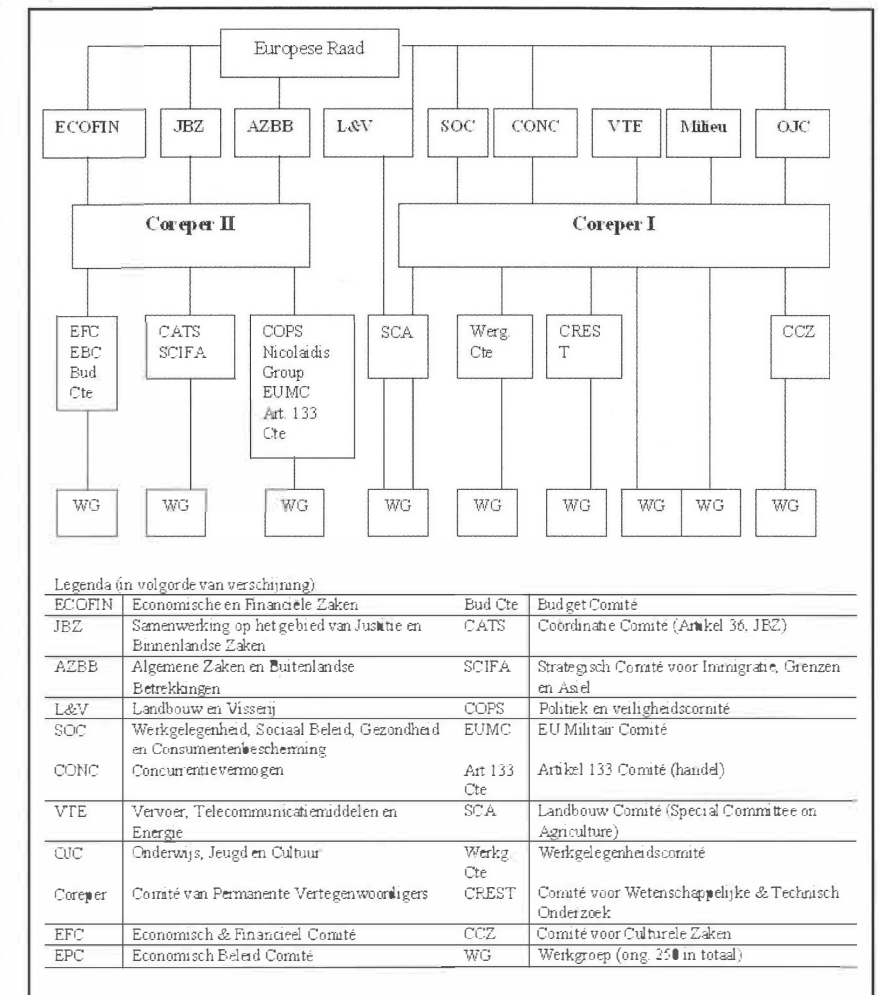 Europese Raad
ECOFIN JBZ AZBB L&V SOC CONC VTE Milieu OJC
Coreper II Coreper I
EFC CATS COPS SCA Werg. CRES CCZ
EBC SCIFA Nicolaidis Cte T
Bud Group
Cte EUMC
Art. 133
Cte
WG WG WG WG WG WG WG WG WG
Legenda (in volgorde van verschijning)
ECOFIN Economische en Financiële Zaken Bud Cte Budget Comité
JBZ Samenwerking op het gebied van Justitie en CATS Coördinatie Comité (Artikel 36, JBZ)
Binnenlandse Zaken
AZBB Algemene Zaken en Buitenlandse SCIFA Strategisch Comité voor Immigratie, Grenzen
Betrekkingen en Asiel
L&V Landbouw en Visserij COPS Politiek en veiligheidscomité
SOC Werkgelegenheid, Sociaal Beleid, Gezondheid EUMC EU Militair Comité
en Consumentenbescherming
CONC Concurrentievermogen Art 133 Artikel 133 Comité (handel)
Cte
VTE Vervoer, Telecommunicatiemiddelen en SCA Landbouw Comité (Special Committee on
Energie Agriculture)
OJC Onderwijs, Jeugd en Cultuur Werkg. Werkgelegenheidscomité
Cte
Coreper Comité van Permanente Vertegenwoordigers CREST Comité voor Wetenschappelijke & Technisch
Onderzoek
EFC Economisch & Financieel Comité CCZ Comité voor Culturele Zaken
EPC Economisch Beleid Comité WG Werkgroep (ong. 250 in totaal)